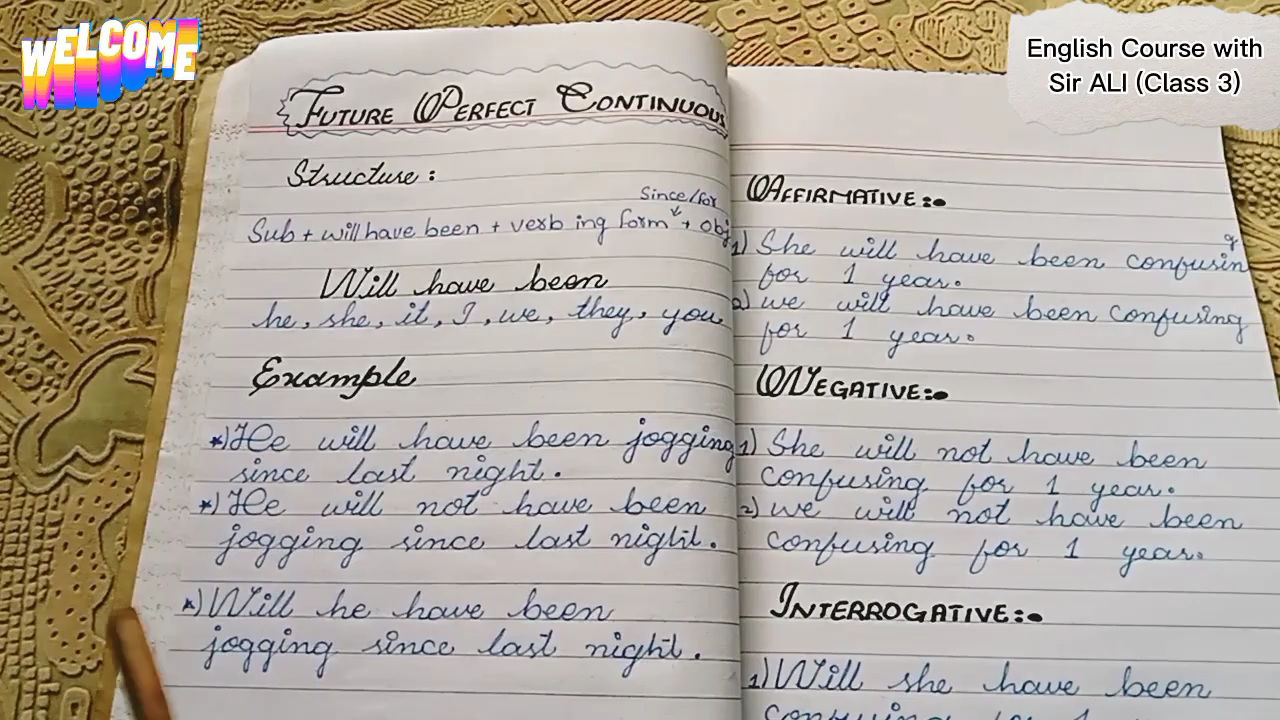 WELCOME
English Course with
Sir ALI (Class 3)
FUTURE PERFECT CONTINUOUS
Structure:
Since/for
Sub + will have been + verb ing form + obj
Will have been
he, she, it, I, we, they, you
Example
*) He will have been jogging
since last night.
*) He will not have been
jogging since last night.
*) Will he have been
jogging since last night.
AFFIRMATIVE:-
1) She will have been confusing
for 1 year.
2) we will have been confusing
for 1 year.
NEGATIVE:-
1) She will not have been
confusing for 1 year.
2) we will not have been
confusing for 1 year.
INTERROGATIVE:-
1) Will she have been
confusing for 1